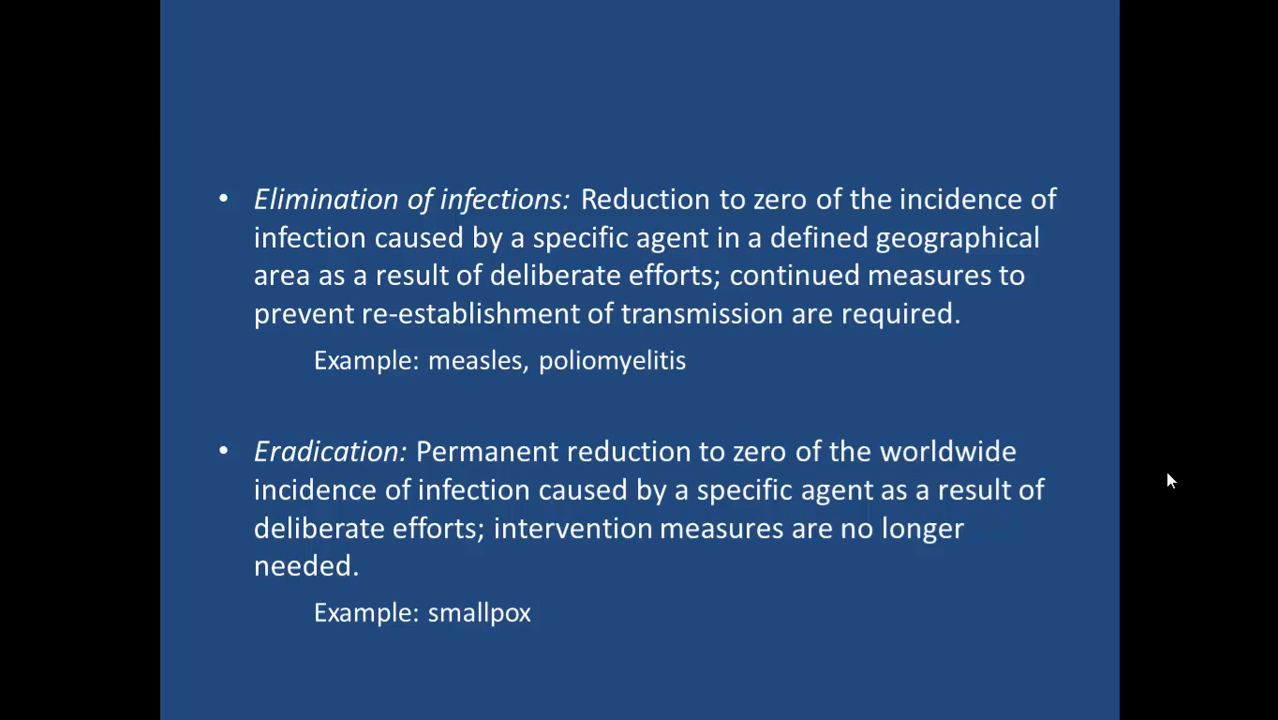 • Elimination of infections: Reduction to zero of the incidence of
infection caused by a specific agent in a defined geographical
area as a result of deliberate efforts; continued measures to
prevent re-establishment of transmission are required.
Example: measles, poliomyelitis
• Eradication: Permanent reduction to zero of the worldwide
incidence of infection caused by a specific agent as a result of
deliberate efforts; intervention measures are no longer
needed.
Example: smallpox